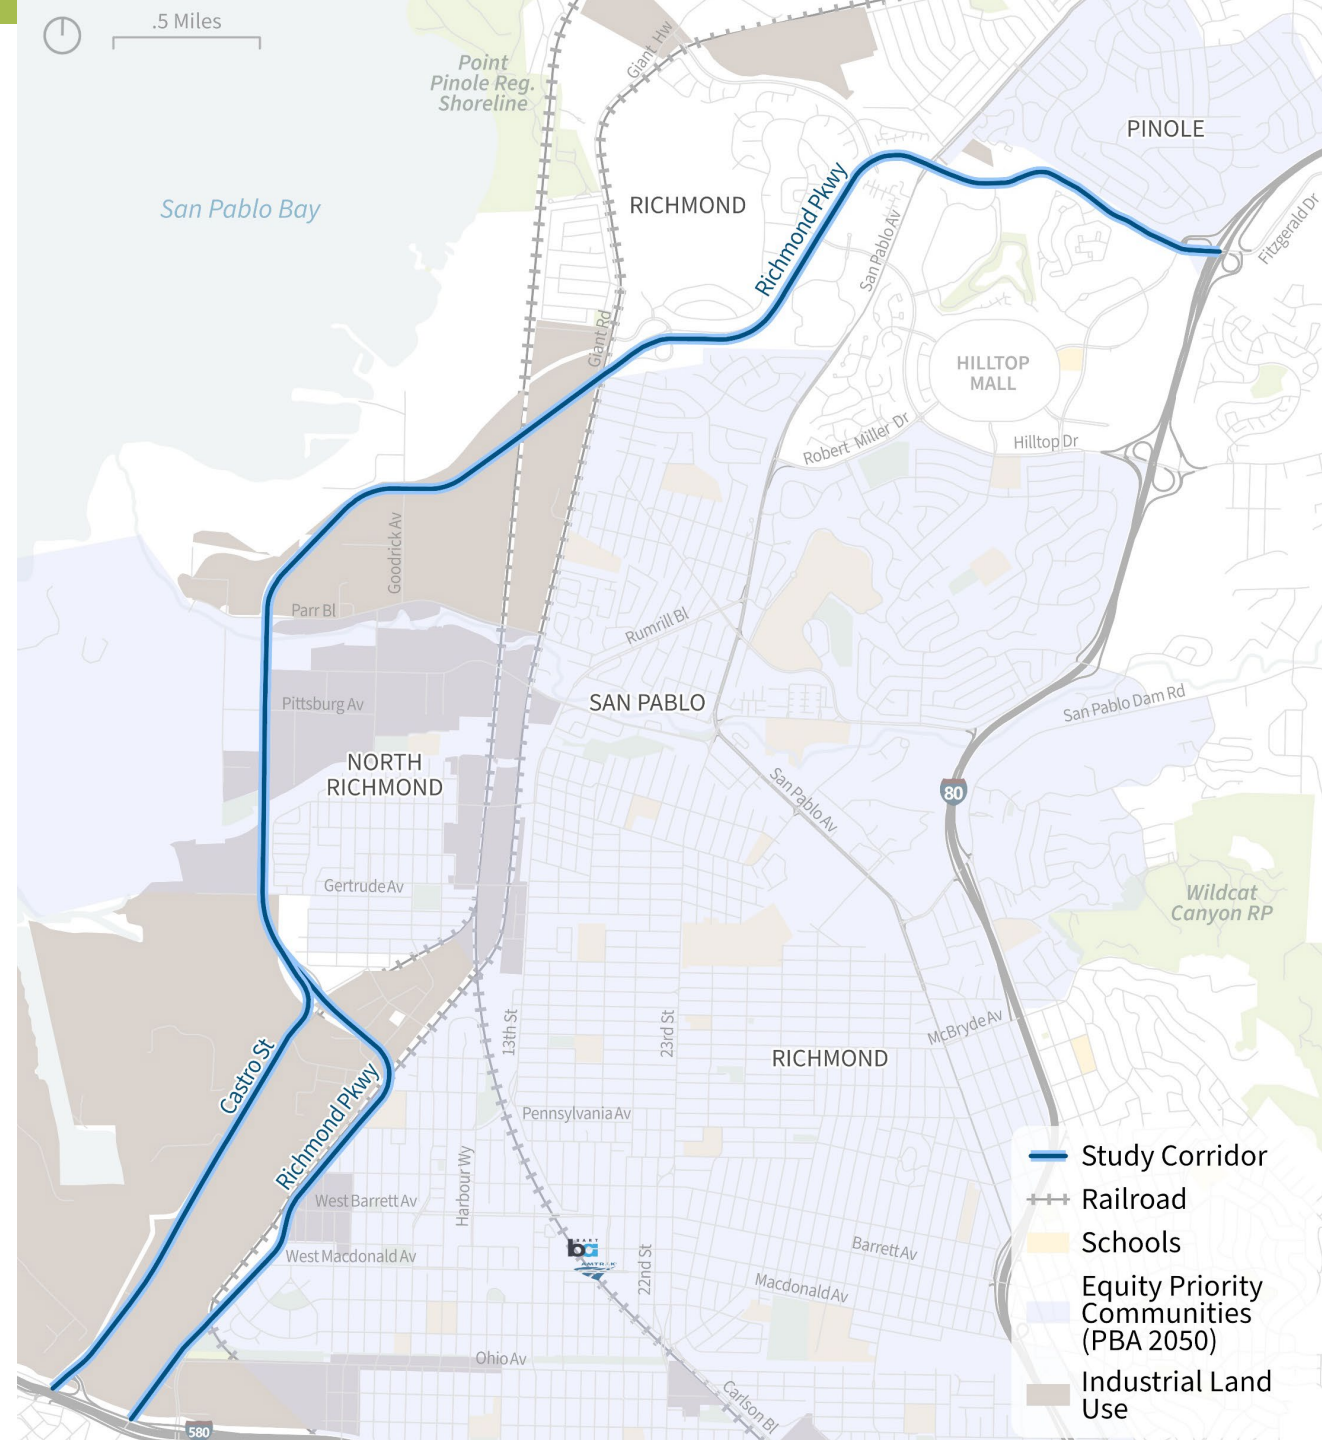 .5 Miles
Point
Pinole Reg.
Shoreline
Giant Hw
PINOLE
San Pablo Bay
RICHMOND
Richmond Pkwy
San Pablo Av
Fitzgerald Dr
Giant Rd
HILLTOP
MALL
Robert Miller Dr
Hilltop Dr
Goodrick Av
Parr Bl
Rumrill Bl
Pittsburg Av
SAN PABLO
San Pablo Dam Rd
NORTH
RICHMOND
San Pablo Av
80
Gertrude Av
Wildcat
Canyon RP
13th St
23rd St
McBryde Av
RICHMOND
Castro St
Richmond Pkwy
Pennsylvania Av
Harbour Wy
West Barrett Av
West Macdonald Av
BART
ba
AMTRAK
22nd St
Barrett Av
Macdonald Av
Ohio Av
Carlson Bl
580
Study Corridor
Railroad
Schools
Equity Priority
Communities
(PBA 2050)
Industrial Land
Use